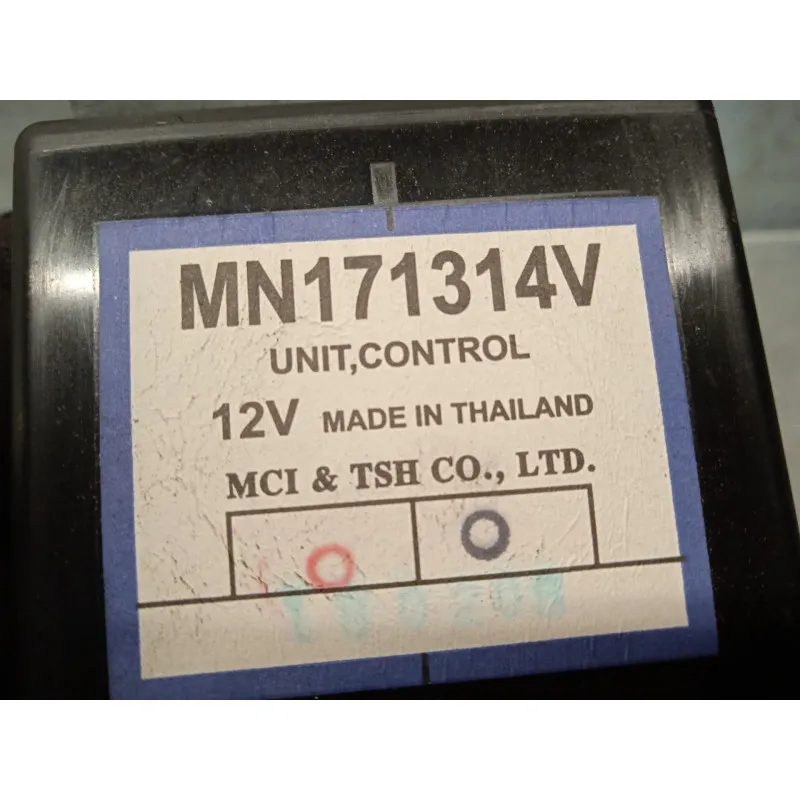 MN171314V
UNIT,CONTROL
12V MADE IN THAILAND
MCI & TSH CO., LTD.